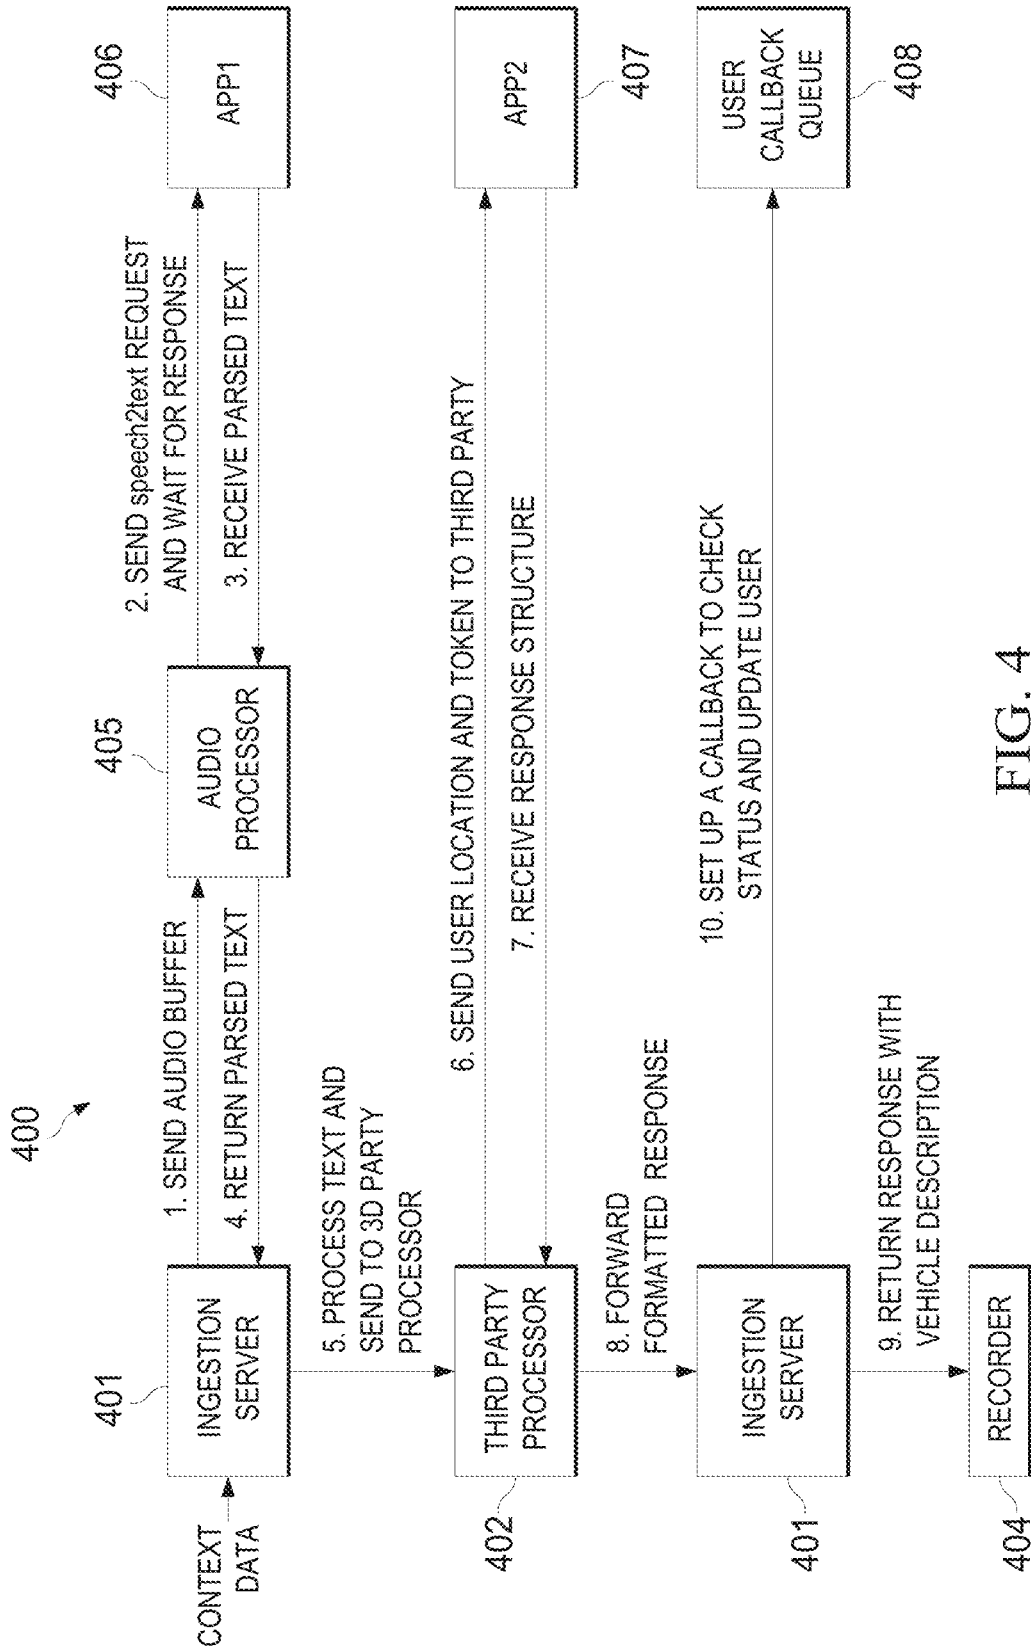 400
CONTEXT
DATA
401
INGESTION
SERVER
1. SEND AUDIO BUFFER
4. RETURN PARSED TEXT
405
AUDIO
PROCESSOR
2. SEND speech2text REQUEST
AND WAIT FOR RESPONSE
3. RECEIVE PARSED TEXT
406
APP1
5. PROCESS TEXT AND
SEND TO 3D PARTY
PROCESSOR
402
THIRD PARTY
PROCESSOR
6. SEND USER LOCATION AND TOKEN TO THIRD PARTY
7. RECEIVE RESPONSE STRUCTURE
APP2
407
8. FORWARD
FORMATTED RESPONSE
401
INGESTION
SERVER
10. SET UP A CALLBACK TO CHECK
STATUS AND UPDATE USER
USER
CALLBACK
QUEUE
408
9. RETURN RESPONSE WITH
VEHICLE DESCRIPTION
404
RECORDER
FIG. 4